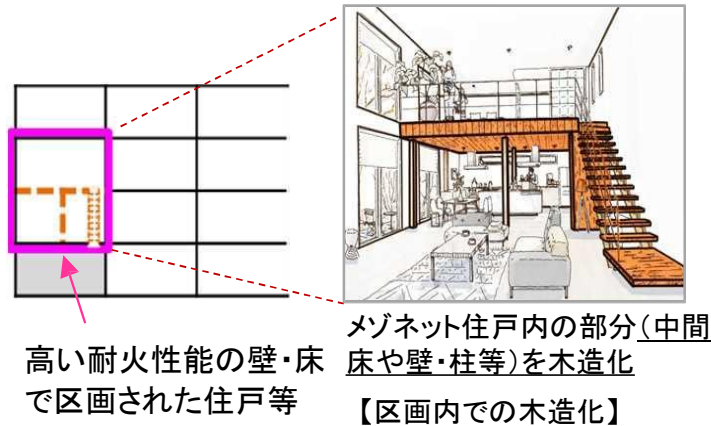 高い耐火性能の壁・床
で区画された住戸等
メゾネット住戸内の部分(中間
床や壁・柱等)を木造化
【区画内での木造化】